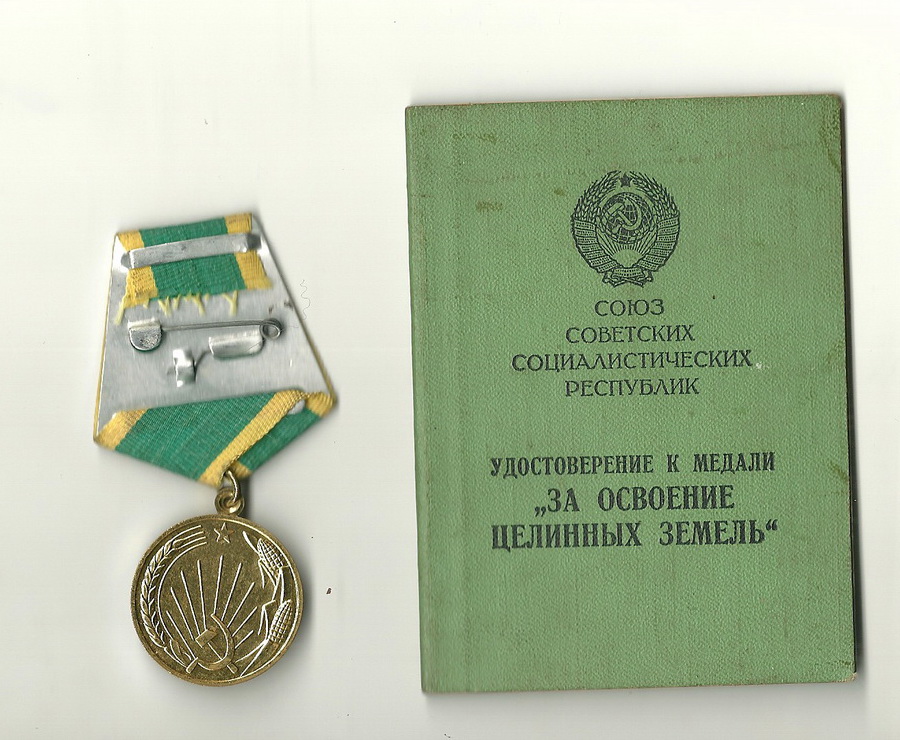 СОЮЗ
СОВЕТСКИХ
СОЦИАЛИСТИЧЕСКИХ
РЕСПУБЛИК
УДОСТОВЕРЕНИЕ К МЕДАЛИ
„ЗА ОСВОЕНИЕ
ЦЕЛИННЫХ ЗЕМЕЛЬ“